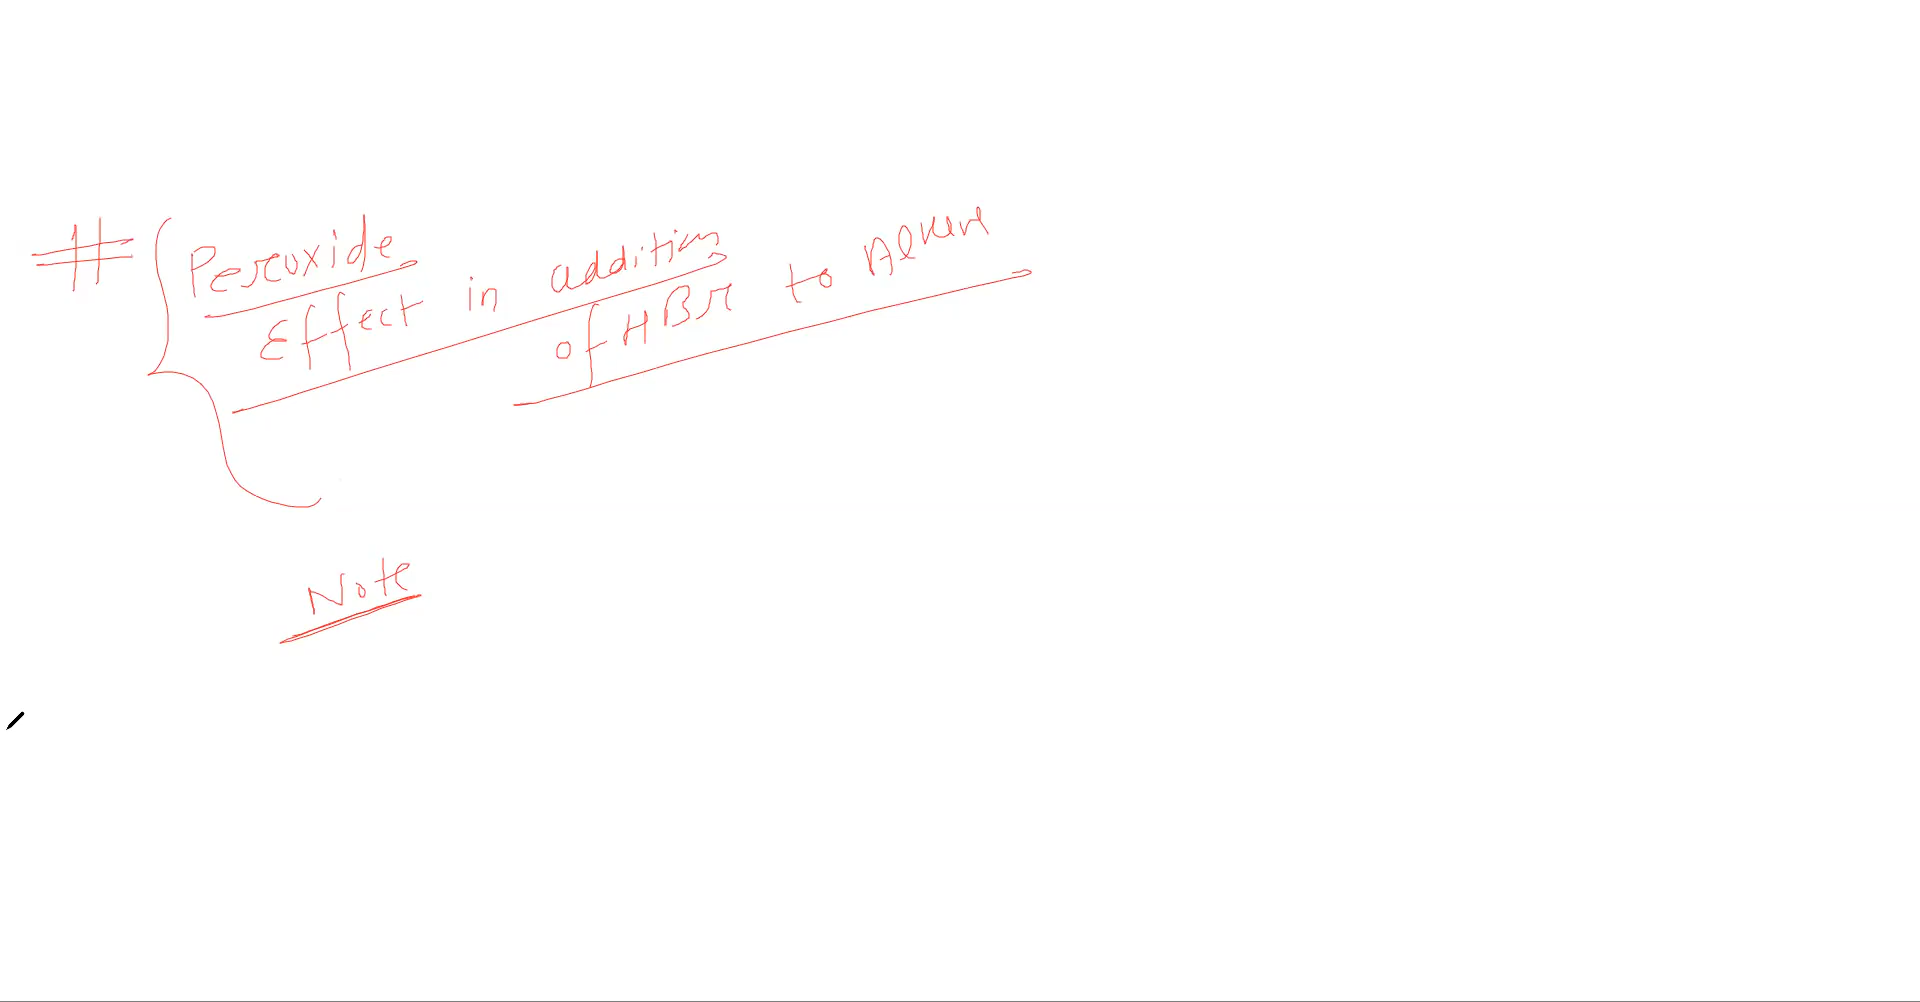 # { Peroxide
Effect in addition
of HBr to Alkene
Note